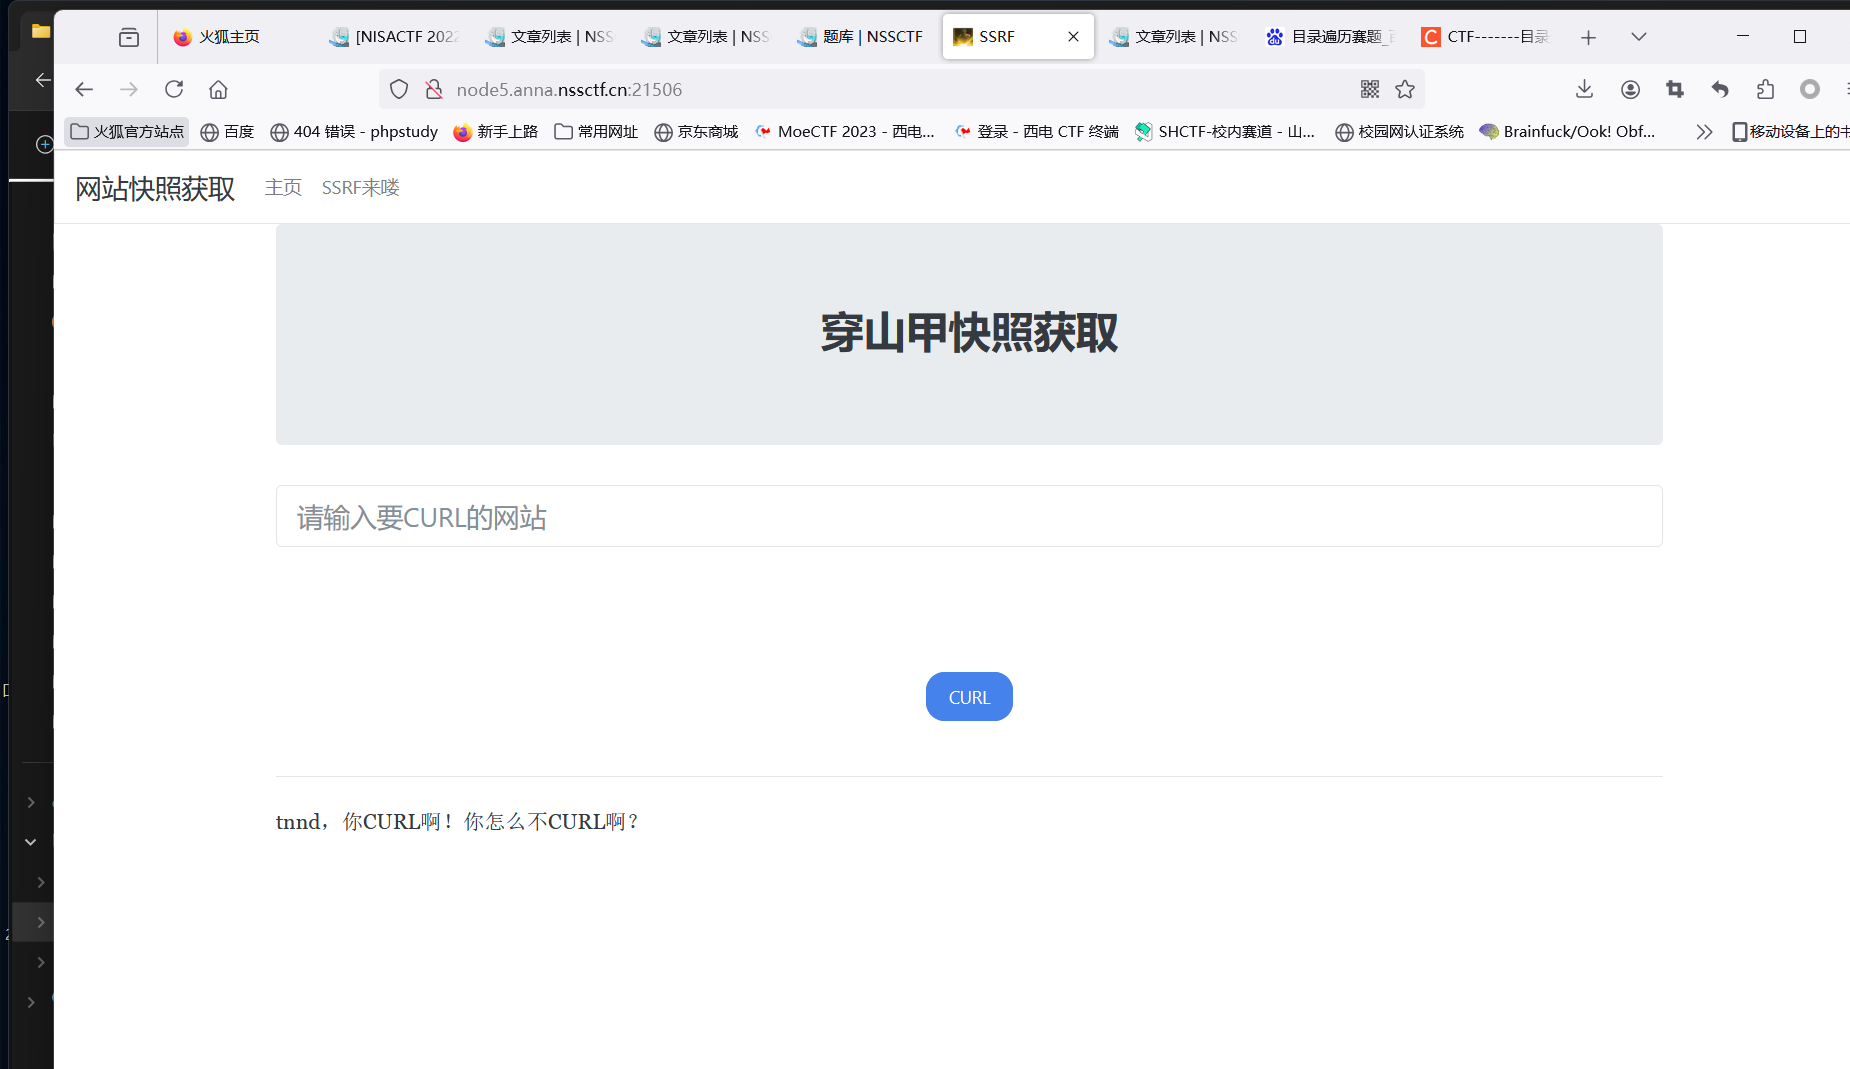 火狐主页
[NISACTF 2022
文章列表 | NSS
文章列表 | NSS
题库 | NSSCTF
SSRF
文章列表 | NSS
目录遍历赛题_百
CTF-------目录
node5.anna.nssctf.cn:21506
火狐官方站点
百度
404 错误 - phpstudy
新手上路
常用网址
京东商城
MoeCTF 2023 - 西电...
登录 - 西电 CTF 终端
SHCTF-校内赛道 - 山...
校园网认证系统
Brainfuck/Ook! Obf...
移动设备上的书
网站快照获取
主页
SSRF来喽
穿山甲快照获取
请输入要CURL的网站
CURL
tnnd，你CURL啊！你怎么不CURL啊？